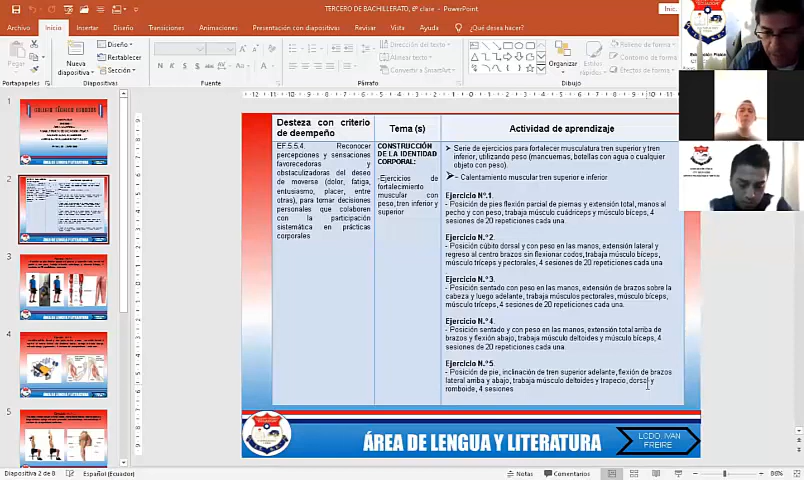 TERCERO DE BACHILLERATO, 6ª clase - PowerPoint
Inic.
Archivo Inicio Insertar Diseño Transiciones Animaciones Presentación con diapositivas Revisar Vista Ayuda ¿Qué desea hacer?
Pegar
Nueva diapositiva
Diseño
Restablecer
Sección
Dirección del texto
Alinear texto
Convertir a SmartArt
Organizar
Estilos rápidos
Relleno de forma
Contorno de forma
Efectos de forma
Portapapeles
Diapositivas
Fuente
Párrafo
Dibujo
1
2
3
4
5
Desteza con criterio
de deempeño
Tema (s)
Actividad de aprendizaje
EF.5.5.4. Reconocer
percepciones y sensaciones
favorecedoras y
obstaculizadoras del deseo
de moverse (dolor, fatiga,
entusiasmo, placer, entre
otras), para tomar decisiones
personales que colaboren
con la participación
sistemática en prácticas
corporales
CONSTRUCCIÓN
DE LA IDENTIDAD
CORPORAL:
-Ejercicios de
fortalecimiento
muscular con
peso, tren inferior y
superior
Serie de ejercicios para fortalecer musculatura tren superior y tren
inferior, utilizando peso (mancuernas, botellas con agua o cualquier
objeto con peso).
- Calentamiento muscular tren superior e inferior
Ejercicio Nº.1
- Posición de pies flexión parcial de piernas y extensión total, manos al
pecho y con peso, trabaja músculo cuádriceps y músculo bíceps, 4
sesiones de 20 repeticiones cada una.
Ejercicio N.º2
- Posición cúbito dorsal y con peso en las manos, extensión lateral y
regreso al centro brazos sin flexionar codos, trabaja músculo bíceps,
músculo tríceps y pectorales, 4 sesiones de 20 repeticiones cada una
Ejercicio N.º3.
- Posición sentado con peso en las manos, extensión de brazos sobre la
cabeza y luego adelante, trabaja músculos pectorales, músculo bíceps,
músculo tríceps, 4 sesiones de 20 repeticiones cada una.
Ejercicio N.º4.
- Posición sentado y con peso en las manos, extensión total arriba de
brazos y flexión abajo, trabaja músculo deltoides y músculo bíceps, 4
sesiones de 20 repeticiones cada una.
Ejercicio N.º5
- Posición de pie, inclinación de tren superior adelante, flexión de brazos
lateral arriba y abajo, trabaja músculo deltoides y trapecio, dorsal y
romboide, 4 sesiones
ÁREA DE LENGUA Y LITERATURA
LCDO. IVAN
FREIRE
Diapositiva 2 de 8 Español (Ecuador) Notas Comentarios 86%